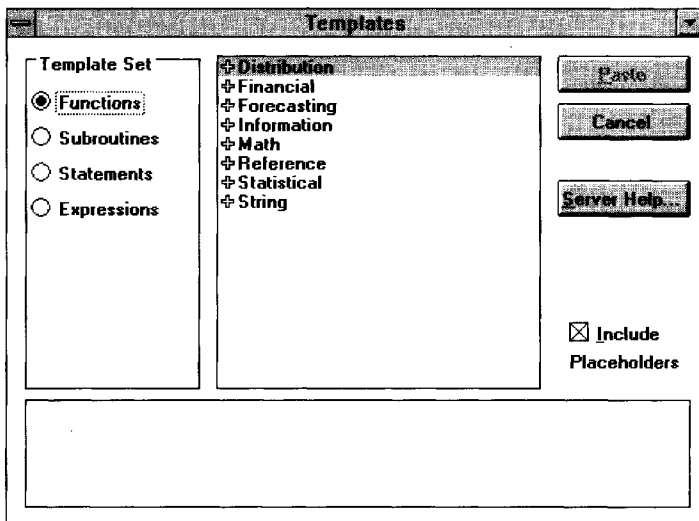 Templates
Template Set
Functions
Subroutines
Statements
Expressions
Distribution
Financial
Forecasting
Information
Math
Reference
Statistical
String
Paste
Cancel
Server Help...
Include
Placeholders